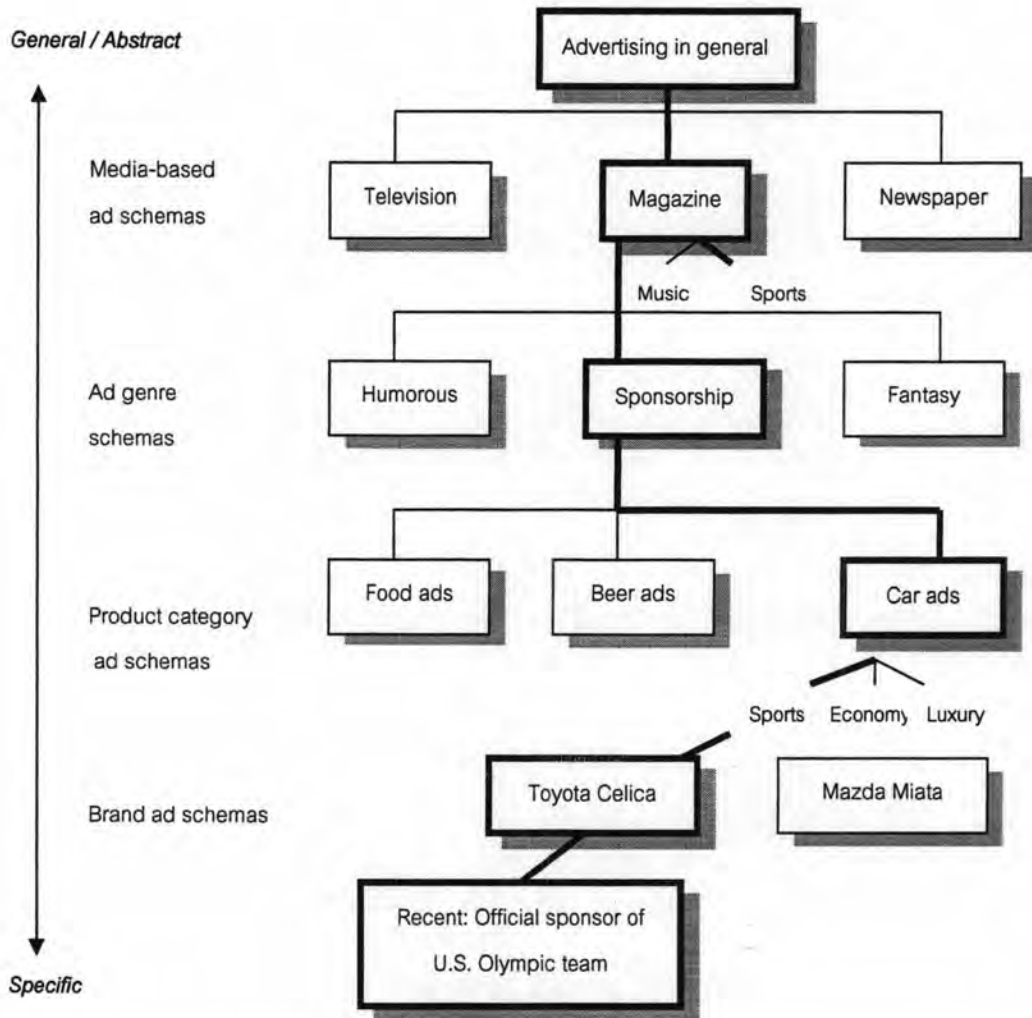 General / Abstract
Advertising in general
Media-based
ad schemas
Television
Magazine
Newspaper
Music
Sports
Ad genre
schemas
Humorous
Sponsorship
Fantasy
Product category
ad schemas
Food ads
Beer ads
Car ads
Sports
Economy
Luxury
Brand ad schemas
Toyota Celica
Mazda Miata
Recent: Official sponsor of
U.S. Olympic team
Specific